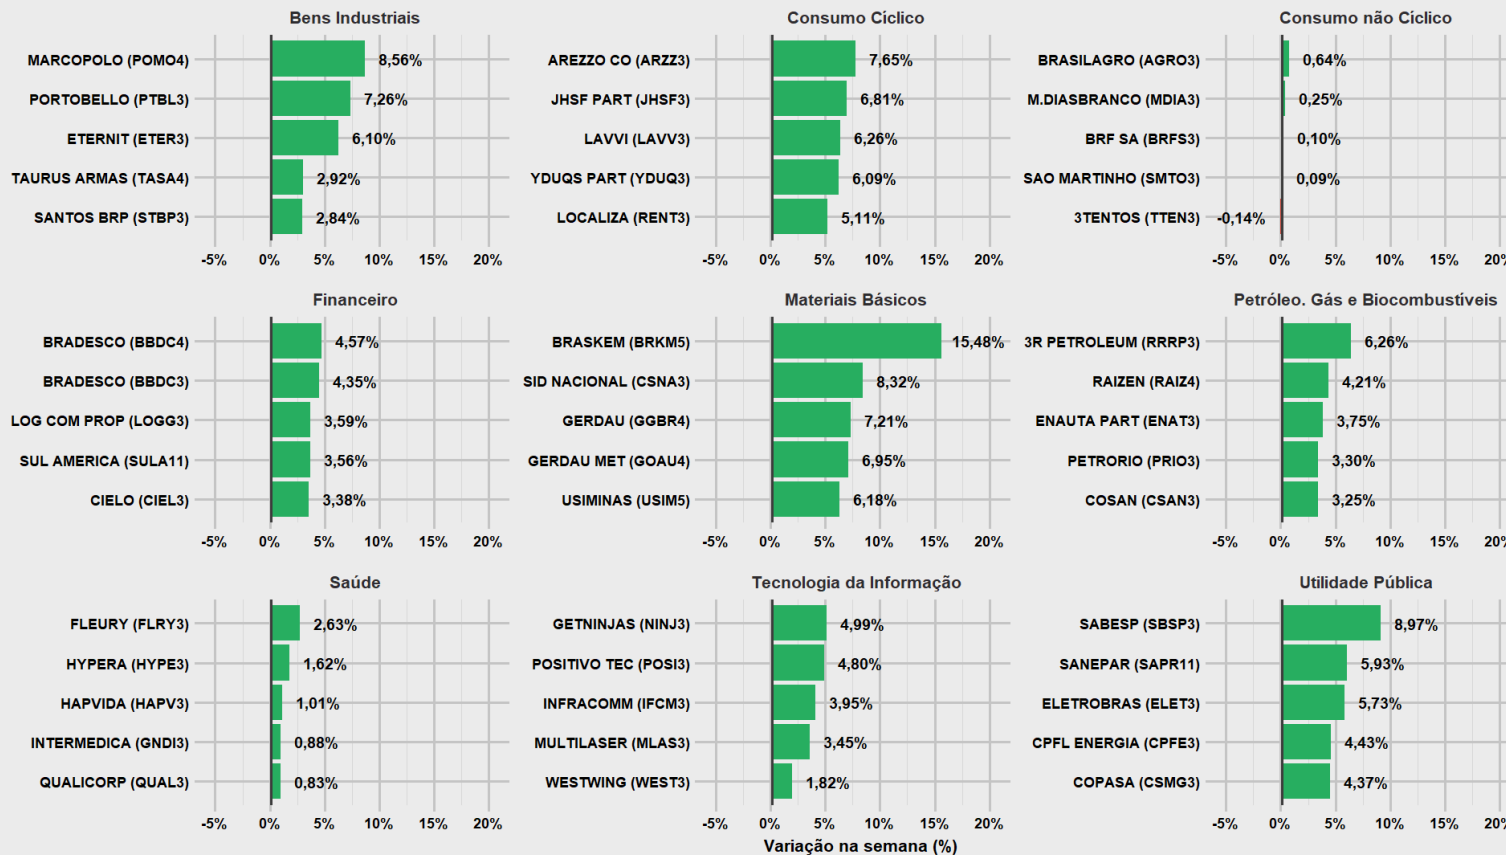 Bens Industriais
MARCOPOLO (POMO4) 8,56%
PORTOBELLO (PTBL3) 7,26%
ETERNIT (ETER3) 6,10%
TAURUS ARMAS (TASA4) 2,92%
SANTOS BRP (STBP3) 2,84%
-5% 0% 5% 10% 15% 20%
Consumo Cíclico
AREZZO CO (ARZZ3) 7,65%
JHSF PART (JHSF3) 6,81%
LAVVI (LAVV3) 6,26%
YDUQS PART (YDUQ3) 6,09%
LOCALIZA (RENT3) 5,11%
-5% 0% 5% 10% 15% 20%
Consumo não Cíclico
BRASILAGRO (AGRO3) 0,64%
M.DIASBRANCO (MDIA3) 0,25%
BRF SA (BRFS3) 0,10%
SAO MARTINHO (SMTO3) 0,09%
3TENTOS (TTEN3) -0,14%
-5% 0% 5% 10% 15% 20%
Financeiro
BRADESCO (BBDC4) 4,57%
BRADESCO (BBDC3) 4,35%
LOG COM PROP (LOGG3) 3,59%
SUL AMERICA (SULA11) 3,56%
CIELO (CIEL3) 3,38%
-5% 0% 5% 10% 15% 20%
Materiais Básicos
BRASKEM (BRKM5) 15,48%
SID NACIONAL (CSNA3) 8,32%
GERDAU (GGBR4) 7,21%
GERDAU MET (GOAU4) 6,95%
USIMINAS (USIM5) 6,18%
-5% 0% 5% 10% 15% 20%
Petróleo. Gás e Biocombustíveis
3R PETROLEUM (RRRP3) 6,26%
RAIZEN (RAIZ4) 4,21%
ENAUTA PART (ENAT3) 3,75%
PETRORIO (PRIO3) 3,30%
COSAN (CSAN3) 3,25%
-5% 0% 5% 10% 15% 20%
Saúde
FLEURY (FLRY3) 2,63%
HYPERA (HYPE3) 1,62%
HAPVIDA (HAPV3) 1,01%
INTERMEDICA (GNDI3) 0,88%
QUALICORP (QUAL3) 0,83%
-5% 0% 5% 10% 15% 20%
Tecnologia da Informação
GETNINJAS (NINJ3) 4,99%
POSITIVO TEC (POSI3) 4,80%
INFRACOMM (IFCM3) 3,95%
MULTILASER (MLAS3) 3,45%
WESTWING (WEST3) 1,82%
-5% 0% 5% 10% 15% 20%
Utilidade Pública
SABESP (SBSP3) 8,97%
SANEPAR (SAPR11) 5,93%
ELETROBRAS (ELET3) 5,73%
CPFL ENERGIA (CPFE3) 4,43%
COPASA (CSMG3) 4,37%
-5% 0% 5% 10% 15% 20%
Variação na semana (%)